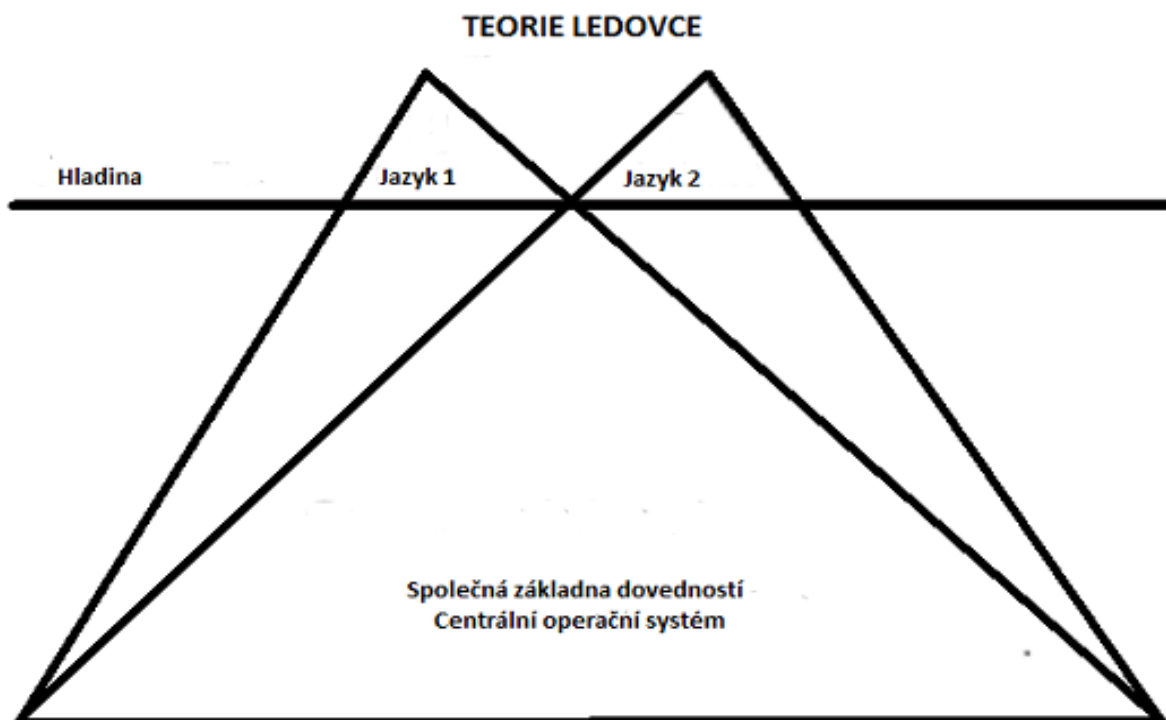 TEORIE LEDOVCE
Hladina
Jazyk 1
Jazyk 2
Společná základna dovedností
Centrální operační systém